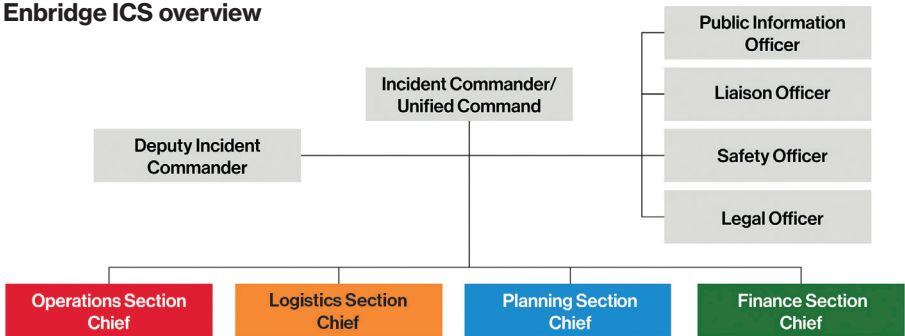 Enbridge ICS overview
Public Information
Officer
Incident Commander/
Unified Command
Liaison Officer
Deputy Incident
Commander
Safety Officer
Legal Officer
Operations Section
Chief
Logistics Section
Chief
Planning Section
Chief
Finance Section
Chief